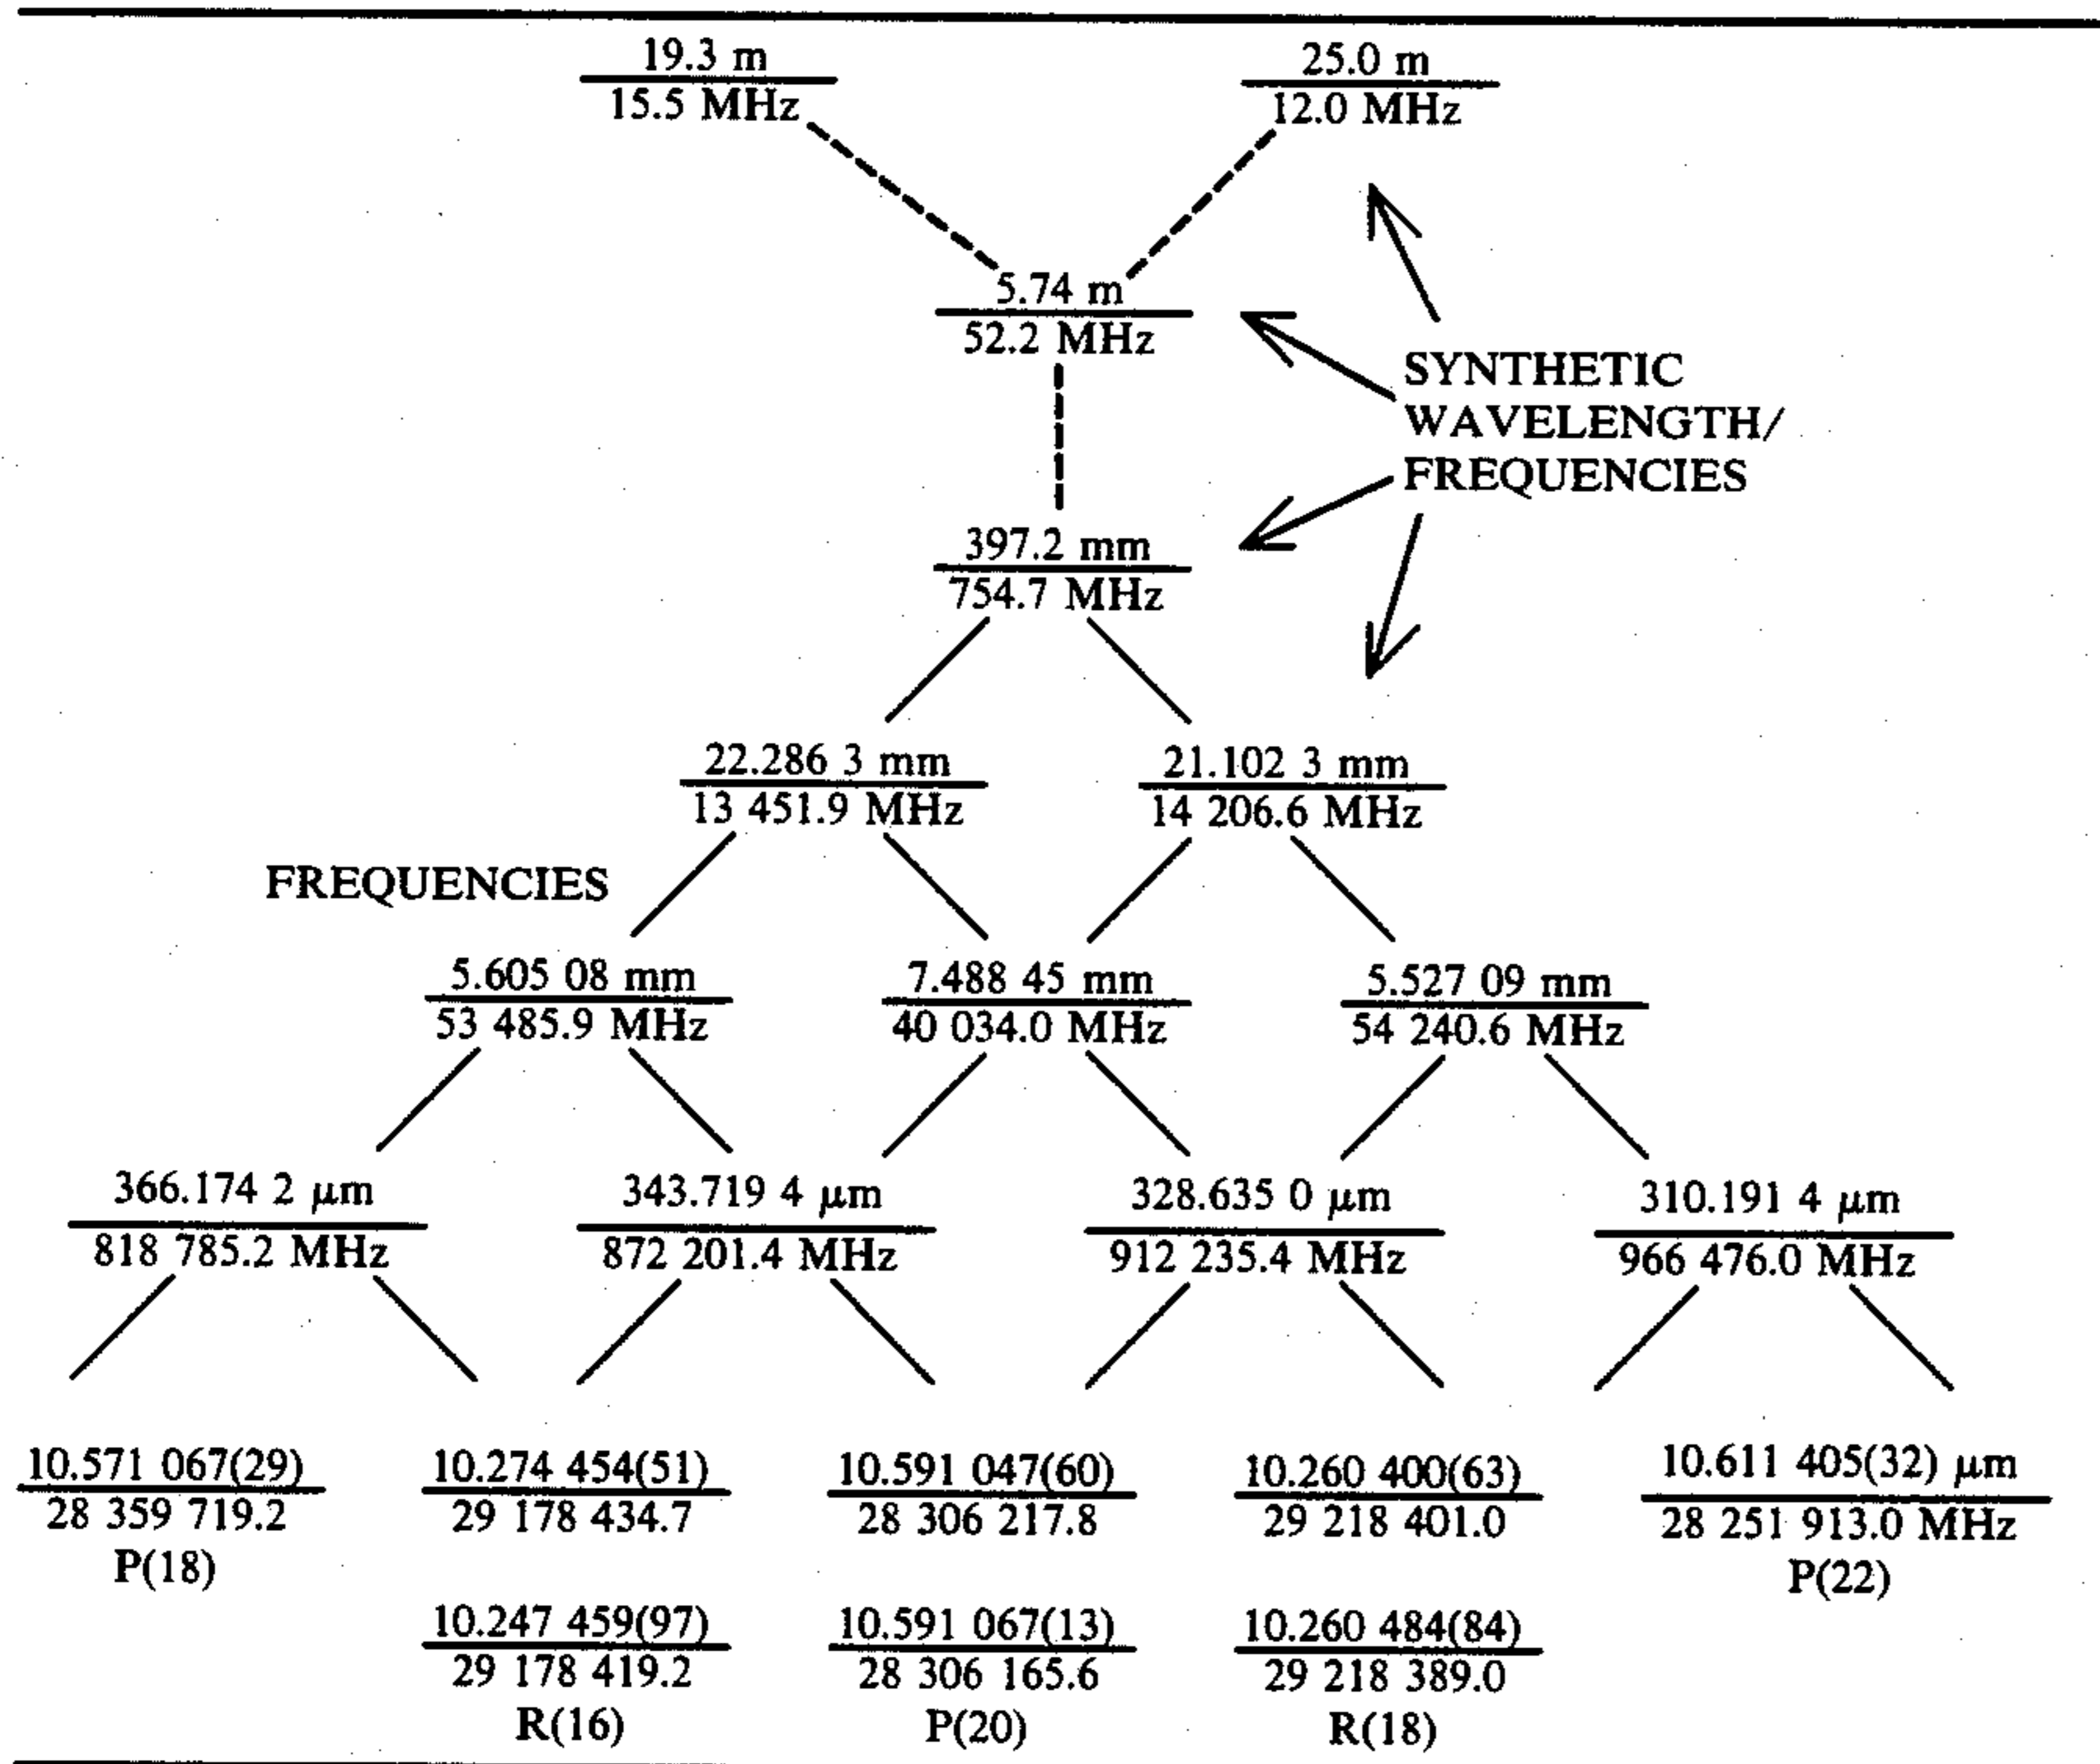 19.3 m
15.5 MHz
25.0 m
12.0 MHz
5.74 m
52.2 MHz
SYNTHETIC
WAVELENGTH/
FREQUENCIES
397.2 mm
754.7 MHz
22.286 3 mm
13 451.9 MHz
21.102 3 mm
14 206.6 MHz
FREQUENCIES
5.605 08 mm
53 485.9 MHz
7.488 45 mm
40 034.0 MHz
5.527 09 mm
54 240.6 MHz
366.174 2 μm
818 785.2 MHz
343.719 4 μm
872 201.4 MHz
328.635 0 μm
912 235.4 MHz
310.191 4 μm
966 476.0 MHz
10.571 067(29)
28 359 719.2
P(18)
10.274 454(51)
29 178 434.7
10.591 047(60)
28 306 217.8
10.260 400(63)
29 218 401.0
10.611 405(32) μm
28 251 913.0 MHz
P(22)
10.247 459(97)
29 178 419.2
R(16)
10.591 067(13)
28 306 165.6
P(20)
10.260 484(84)
29 218 389.0
R(18)